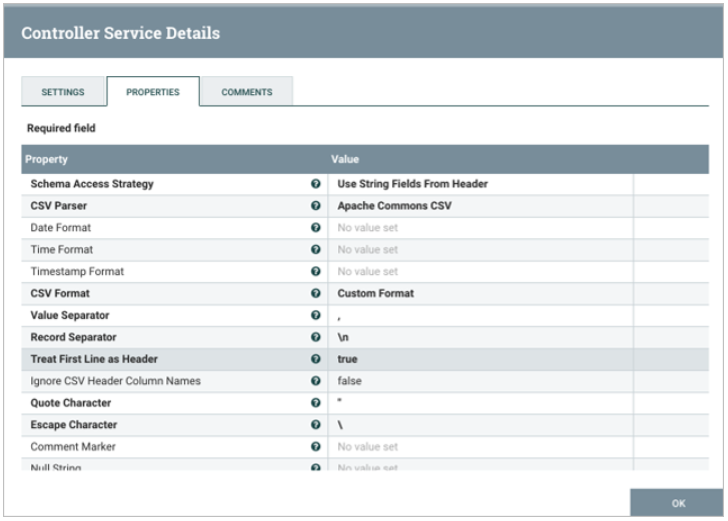 Controller Service Details
SETTINGS PROPERTIES COMMENTS
Required field
Property Value
Schema Access Strategy Use String Fields From Header
CSV Parser Apache Commons CSV
Date Format No value set
Time Format No value set
Timestamp Format No value set
CSV Format Custom Format
Value Separator ,
Record Separator \n
Treat First Line as Header true
Ignore CSV Header Column Names false
Quote Character "
Escape Character \
Comment Marker No value set
Null String No value set
OK